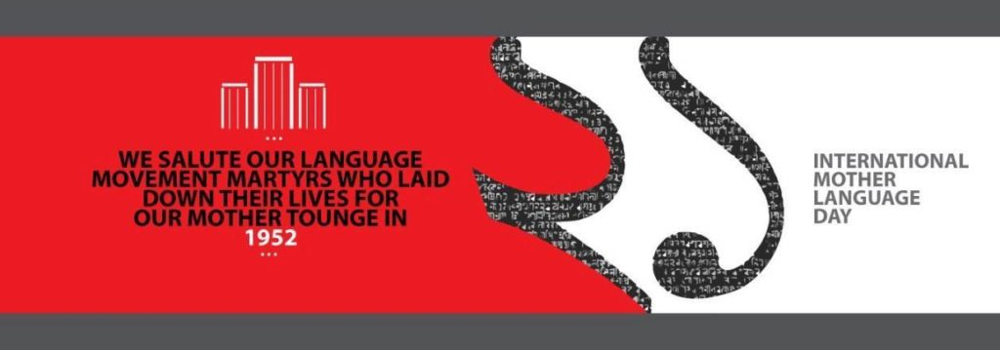 WE SALUTE OUR LANGUAGE
MOVEMENT MARTYRS WHO LAID
DOWN THEIR LIVES FOR
OUR MOTHER TOUNGE IN
1952
২১
INTERNATIONAL
MOTHER
LANGUAGE
DAY